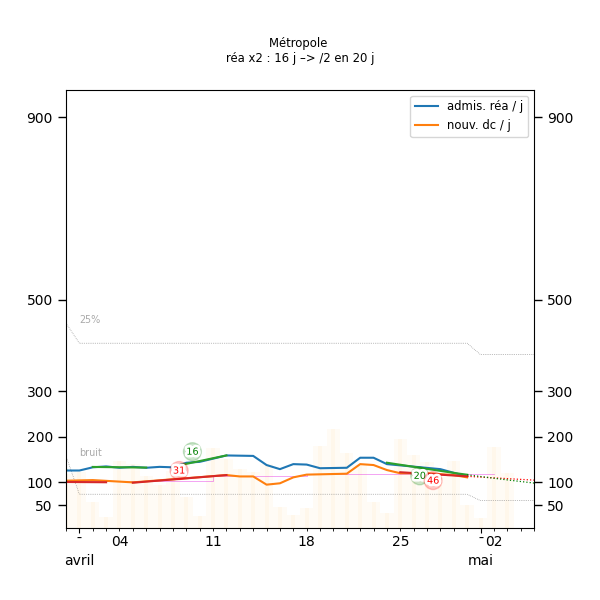 Métropole
réa x2 : 16 j –> /2 en 20 j
admis. réa / j
nouv. dc / j
900
900
500
500
25%
300
300
200
200
bruit
16
31
20
46
100
100
50
50
- 04 11 18 25 - 02
avril mai